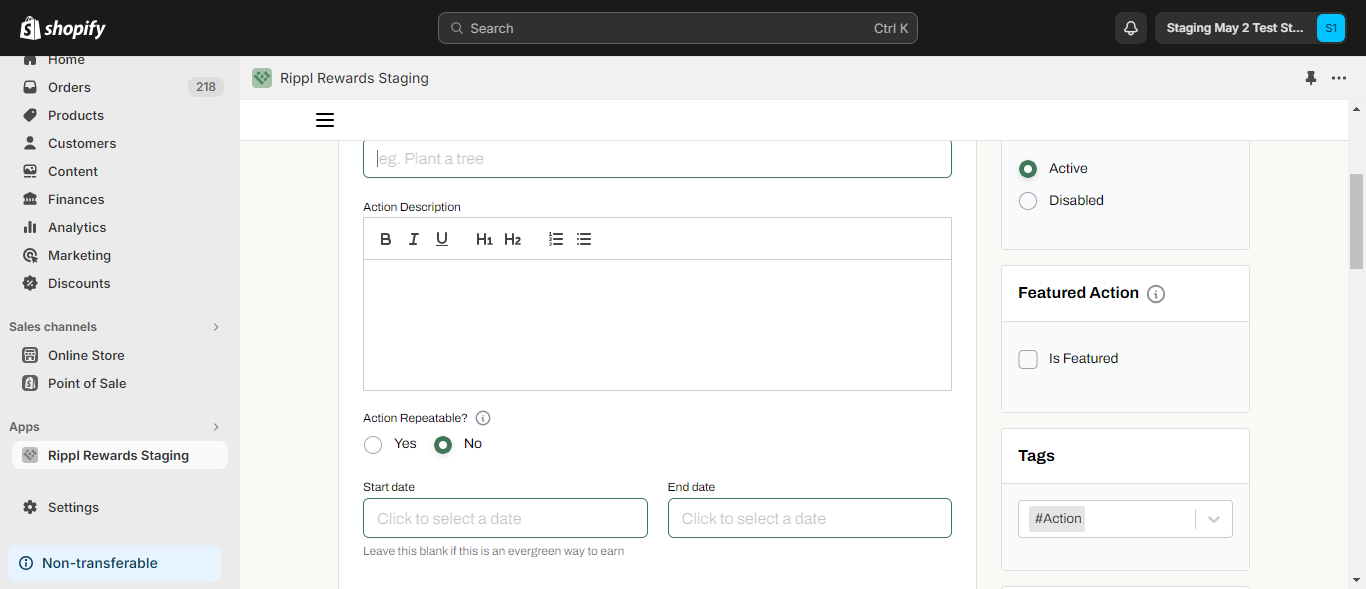 shopify
Search
Ctrl K
Staging May 2 Test St...
S1
Home
Orders
218
Products
Customers
Content
Finances
Analytics
Marketing
Discounts
Sales channels
Online Store
Point of Sale
Apps
Rippl Rewards Staging
Settings
Non-transferable
Rippl Rewards Staging
eg. Plant a tree
Action Description
B I U H1 H2
Action Repeatable?
Yes No
Start date
End date
Click to select a date
Click to select a date
Leave this blank if this is an evergreen way to earn
Active
Disabled
Featured Action
Is Featured
Tags
#Action